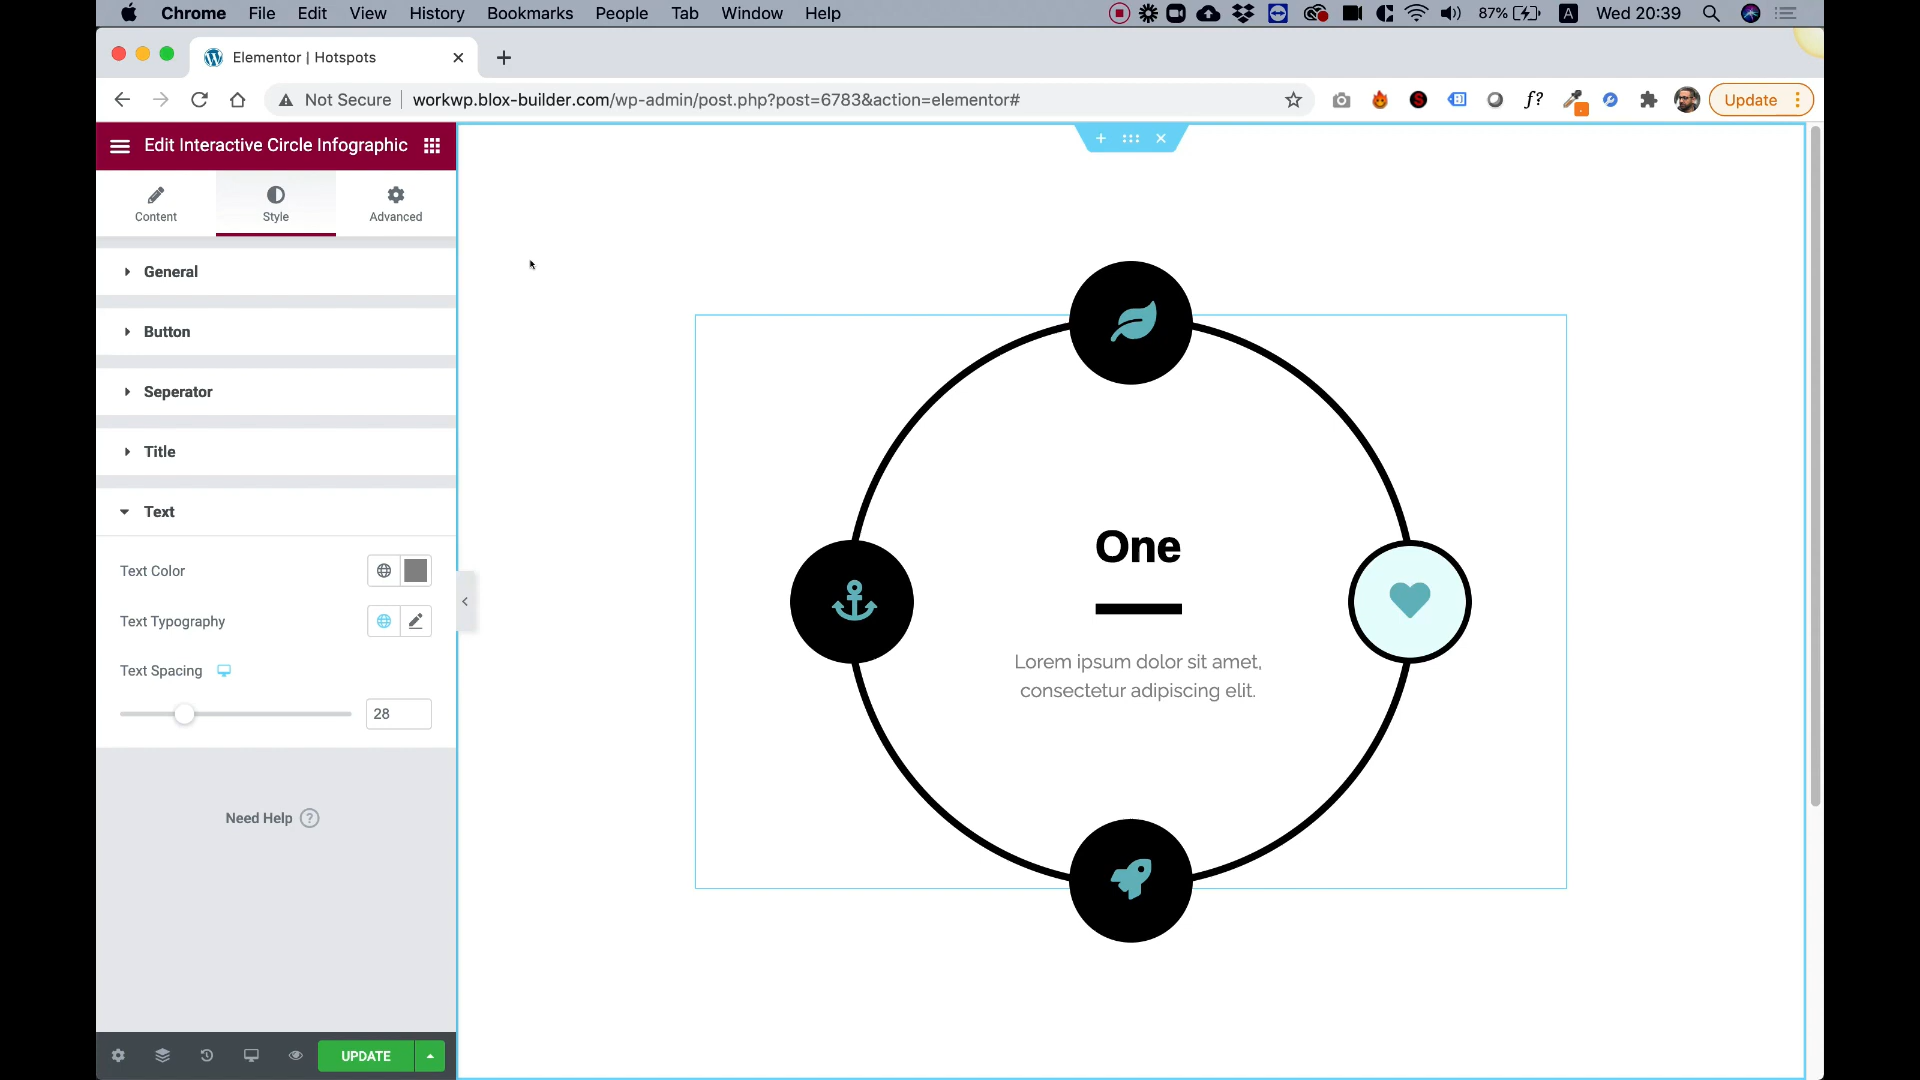 Chrome File Edit View History Bookmarks People Tab Window Help 87% A Wed 20:39
Elementor | Hotspots
Not Secure workwp.blox-builder.com/wp-admin/post.php?post=6783&action=elementor# f? Update
Edit Interactive Circle Infographic
Content Style Advanced
General
Button
Seperator
Title
Text
Text Color
Text Typography
Text Spacing
28
Need Help ?
UPDATE
One
Lorem ipsum dolor sit amet,
consectetur adipiscing elit.